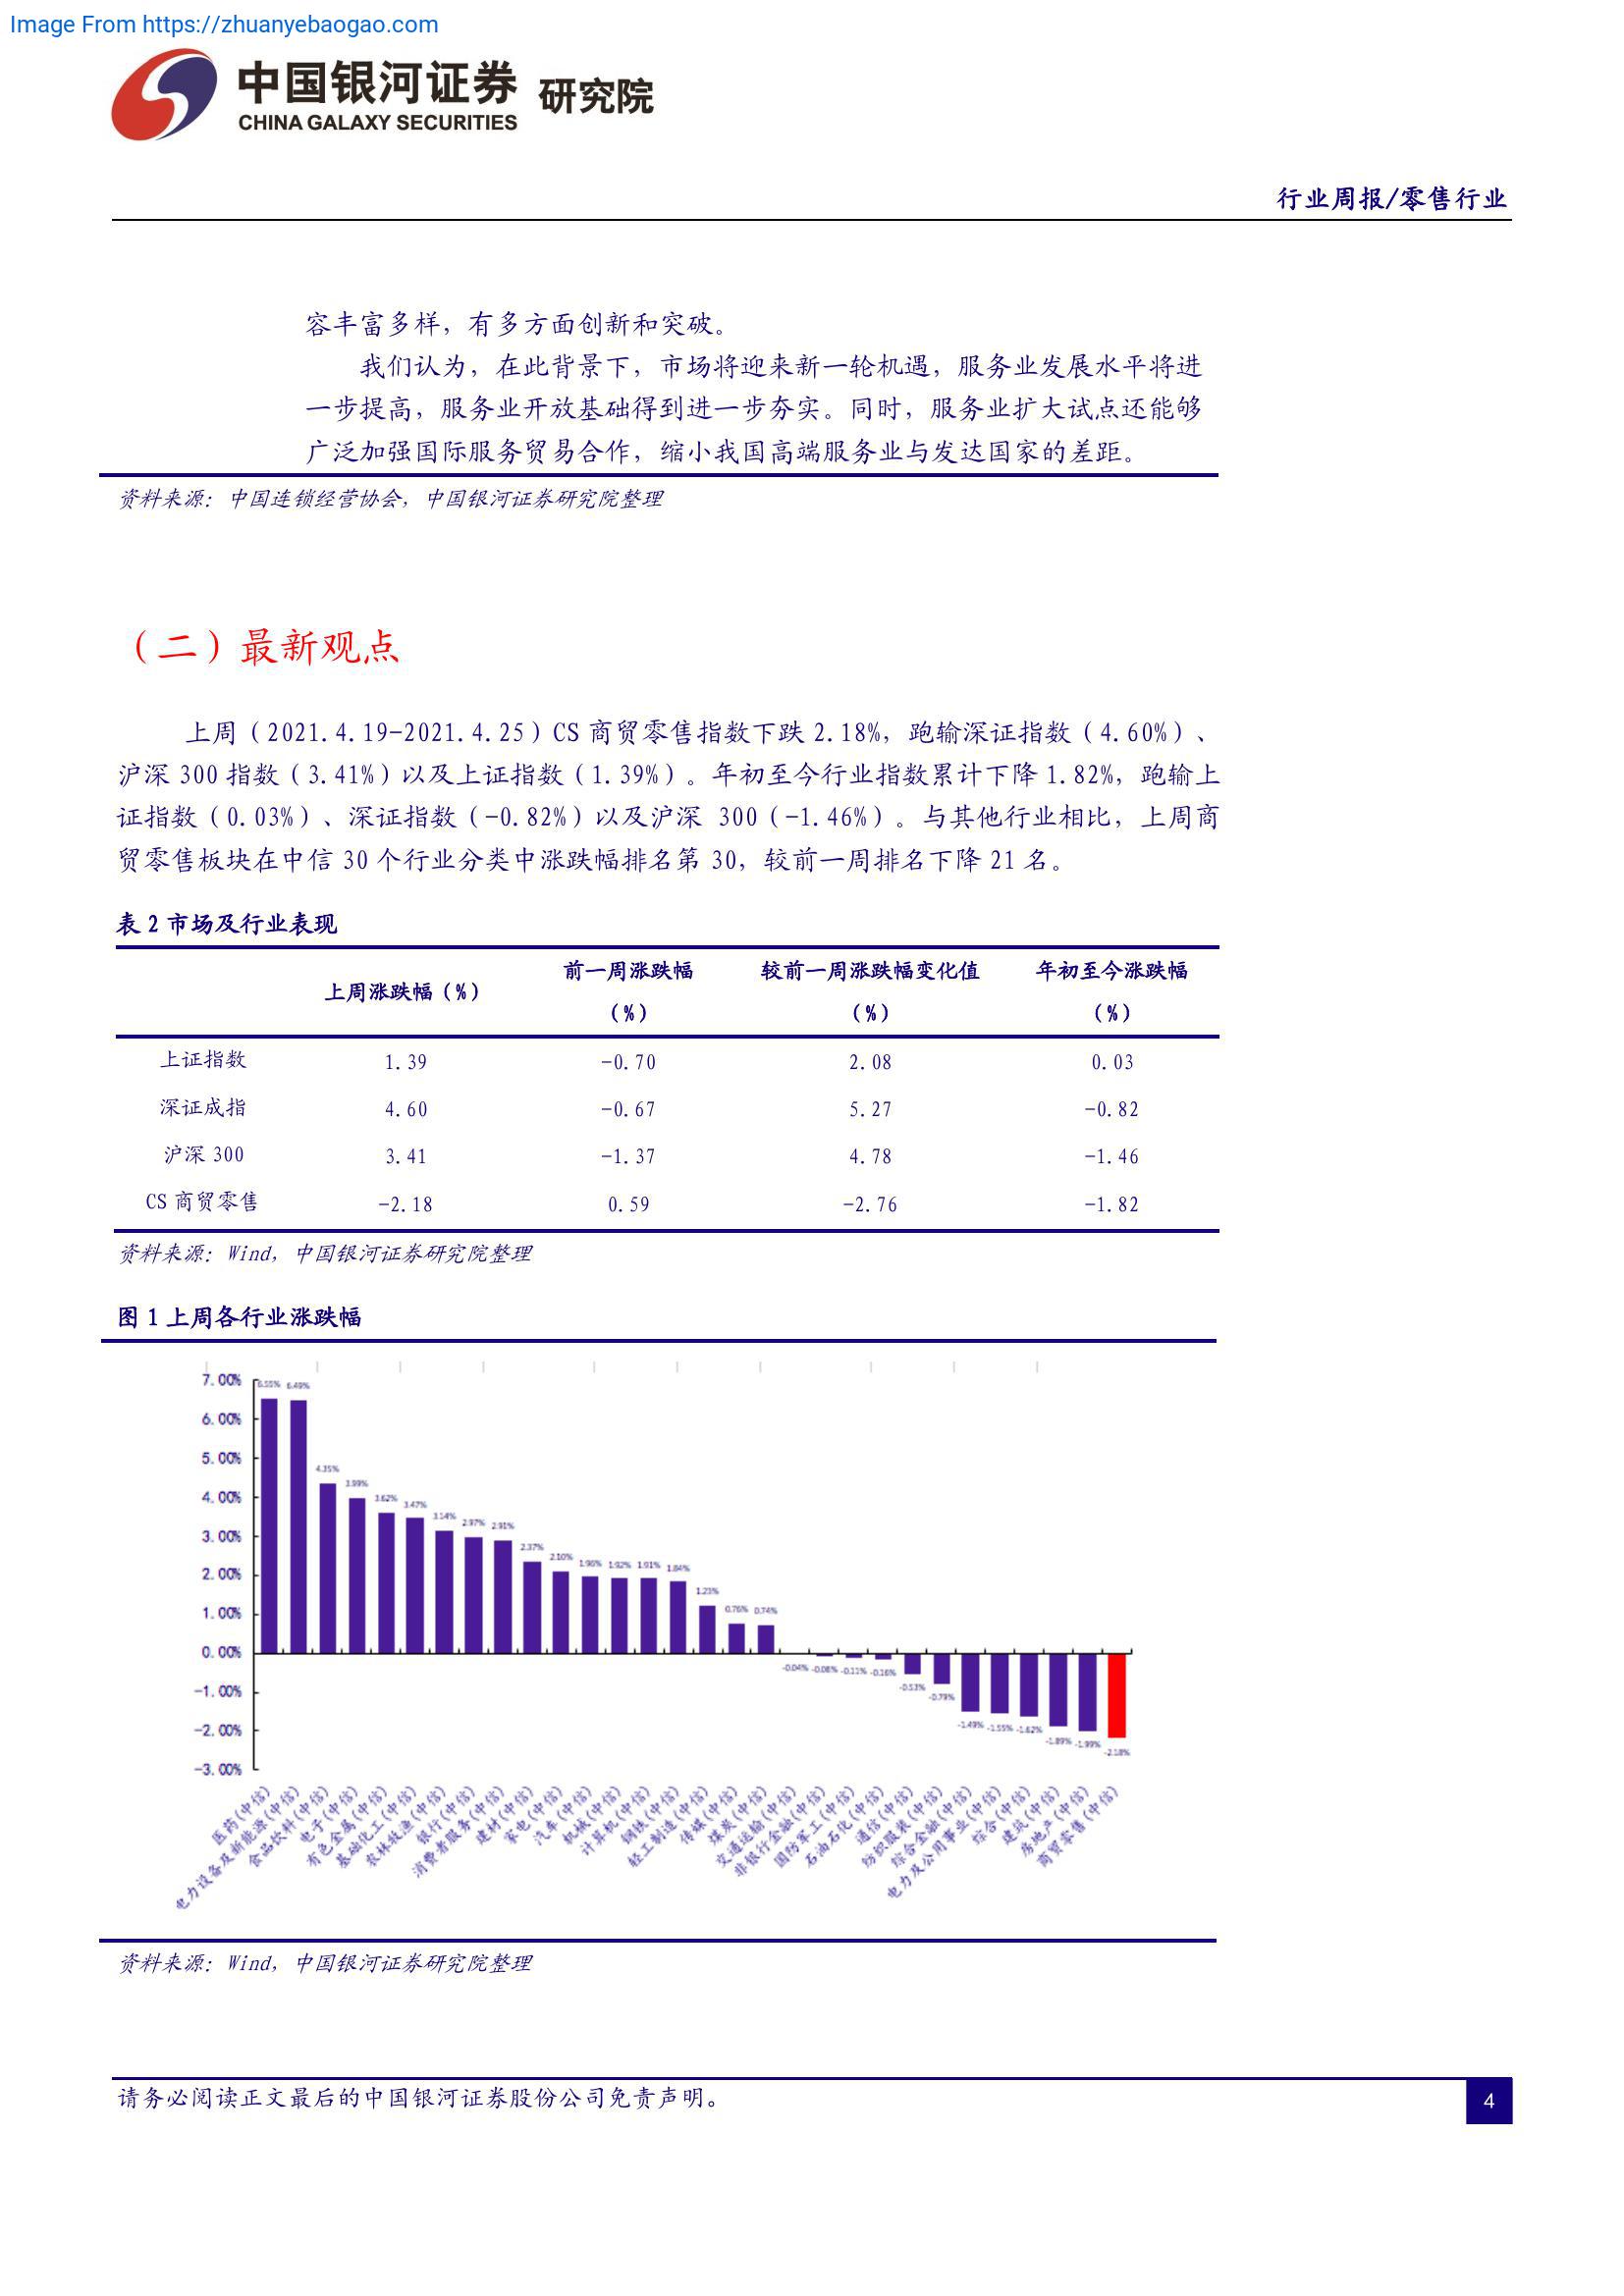 Image From https://zhuanyebaogao.com
中国银河证券 研究院
CHINA GALAXY SECURITIES
行业周报/零售行业
容丰富多样，有多方面创新和突破。
我们认为，在此背景下，市场将迎来新一轮机遇，服务业发展水平将进
一步提高，服务业开放基础得到进一步夯实。同时，服务业扩大试点还能够
广泛加强国际服务贸易合作，缩小我国高端服务业与发达国家的差距。
资料来源：中国连锁经营协会，中国银河证券研究院整理
（二）最新观点
上周（2021.4.19-2021.4.25）CS 商贸零售指数下跌 2.18%，跑输深证指数（4.60%）、
沪深 300 指数（3.41%）以及上证指数（1.39%）。年初至今行业指数累计下降 1.82%，跑输上
证指数（0.03%）、深证指数（-0.82%）以及沪深 300（-1.46%）。与其他行业相比，上周商
贸零售板块在中信 30 个行业分类中涨跌幅排名第 30，较前一周排名下降 21 名。
表 2 市场及行业表现
上周涨跌幅（%） 前一周涨跌幅（%） 较前一周涨跌幅变化值（%） 年初至今涨跌幅（%）
上证指数 1.39 -0.70 2.08 0.03
深证成指 4.60 -0.67 5.27 -0.82
沪深 300 3.41 -1.37 4.78 -1.46
CS 商贸零售 -2.18 0.59 -2.76 -1.82
资料来源：Wind，中国银河证券研究院整理
图 1 上周各行业涨跌幅
7.00%
6.00%
5.00%
4.00%
3.00%
2.00%
1.00%
0.00%
-1.00%
-2.00%
-3.00%
6.55% 6.49% 4.35% 3.99% 3.62% 3.47% 3.14% 2.97% 2.91% 2.37% 2.10% 1.96% 1.92% 1.91% 1.84% 1.23% 0.76% 0.74% -0.04% -0.08% -0.11% -0.16% -0.53% -0.79% -1.49% -1.55% -1.62% -1.89% -1.99% -2.18%
医药(中信)
电力设备及新能源(中信)
食品饮料(中信)
电子(中信)
有色金属(中信)
基础化工(中信)
农林牧渔(中信)
银行(中信)
消费者服务(中信)
建材(中信)
家电(中信)
汽车(中信)
机械(中信)
计算机(中信)
钢铁(中信)
轻工制造(中信)
传媒(中信)
煤炭(中信)
交通运输(中信)
非银行金融(中信)
国防军工(中信)
石油石化(中信)
通信(中信)
纺织服装(中信)
综合金融(中信)
电力及公用事业(中信)
综合(中信)
建筑(中信)
房地产(中信)
商贸零售(中信)
资料来源：Wind，中国银河证券研究院整理
请务必阅读正文最后的中国银河证券股份公司免责声明。
4